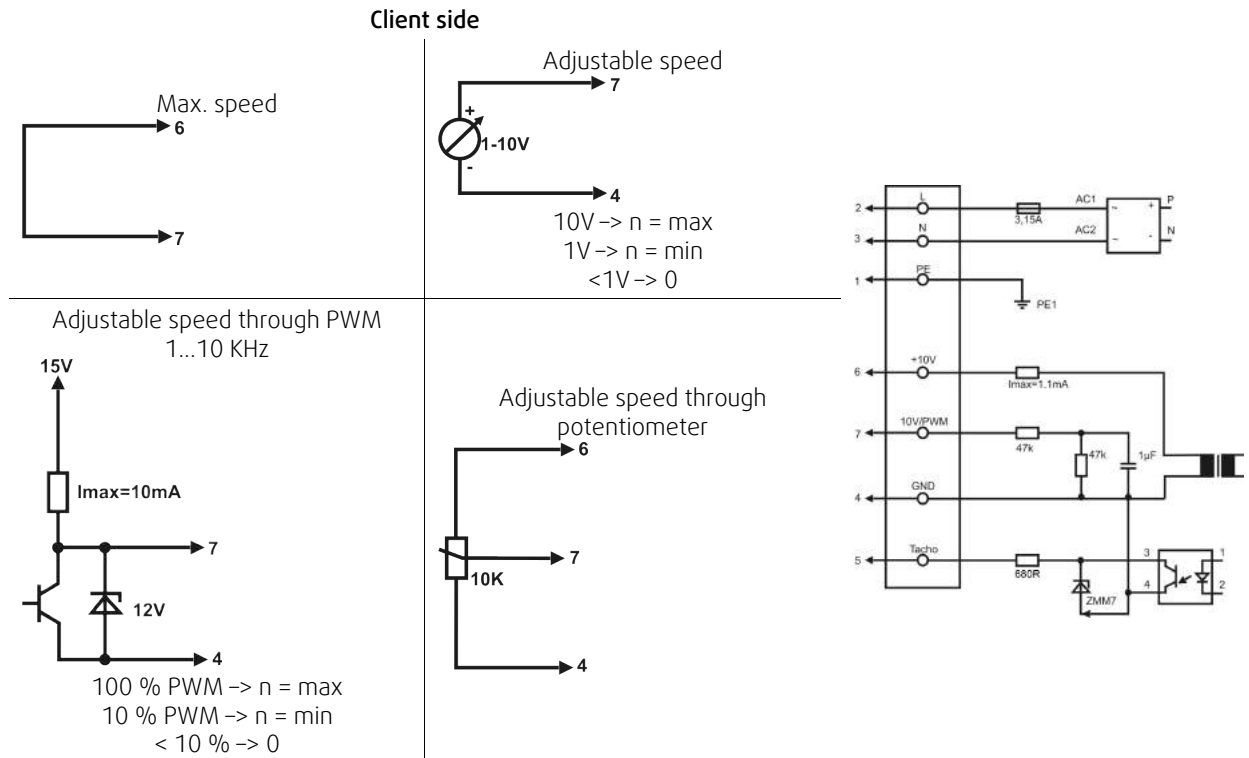 Client side
Max. speed
6
7
Adjustable speed
7
+
1-10V
-
4
10V –> n = max
1V –> n = min
<1V –> 0
Adjustable speed through PWM
1...10 KHz
15V
Imax=10mA
7
12V
4
100 % PWM –> n = max
10 % PWM –> n = min
< 10 % –> 0
Adjustable speed through
potentiometer
6
7
10K
4
2 L 3,15A AC1 ~ + P
3 N AC2 ~ - N
1 PE PE1
6 +10V Imax=1.1mA
7 10V/PWM 47k 47k 1µF
4 GND
5 Tacho 680R 3 1
ZMM7 4 2